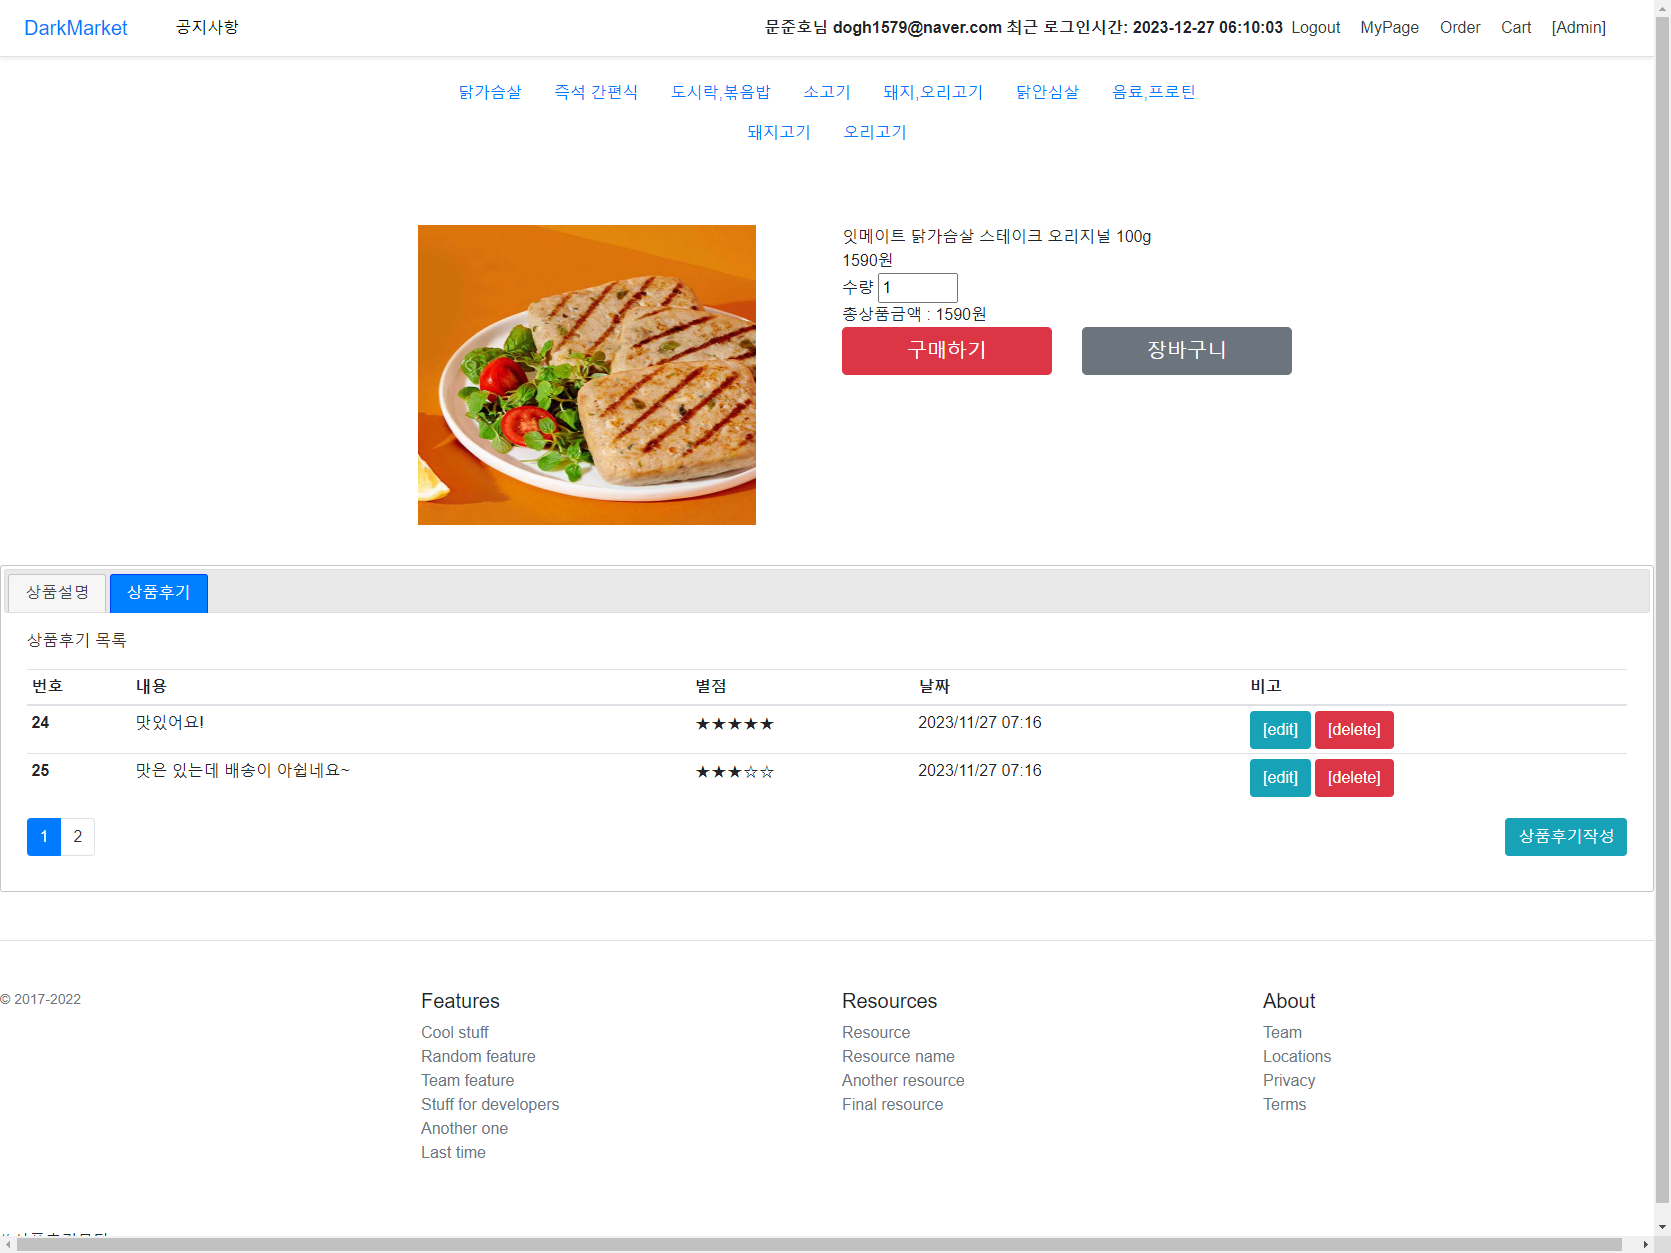 DarkMarket 공지사항 문준호님 dogh1579@naver.com 최근 로그인시간: 2023-12-27 06:10:03 Logout MyPage Order Cart [Admin]
닭가슴살 즉석 간편식 도시락,볶음밥 소고기 돼지,오리고기 닭안심살 음료,프로틴
돼지고기 오리고기
잇메이트 닭가슴살 스테이크 오리지널 100g
1590원
수량 1
총상품금액 : 1590원
구매하기 장바구니
상품설명 상품후기
상품후기 목록
번호 내용 별점 날짜 비고
24 맛있어요! ★★★★★ 2023/11/27 07:16 [edit] [delete]
25 맛은 있는데 배송이 아쉽네요~ ★★★☆☆ 2023/11/27 07:16 [edit] [delete]
1 2 상품후기작성
© 2017-2022 Features Resources About
Cool stuff Resource Team
Random feature Resource name Locations
Team feature Another resource Privacy
Stuff for developers Final resource Terms
Another one
Last time